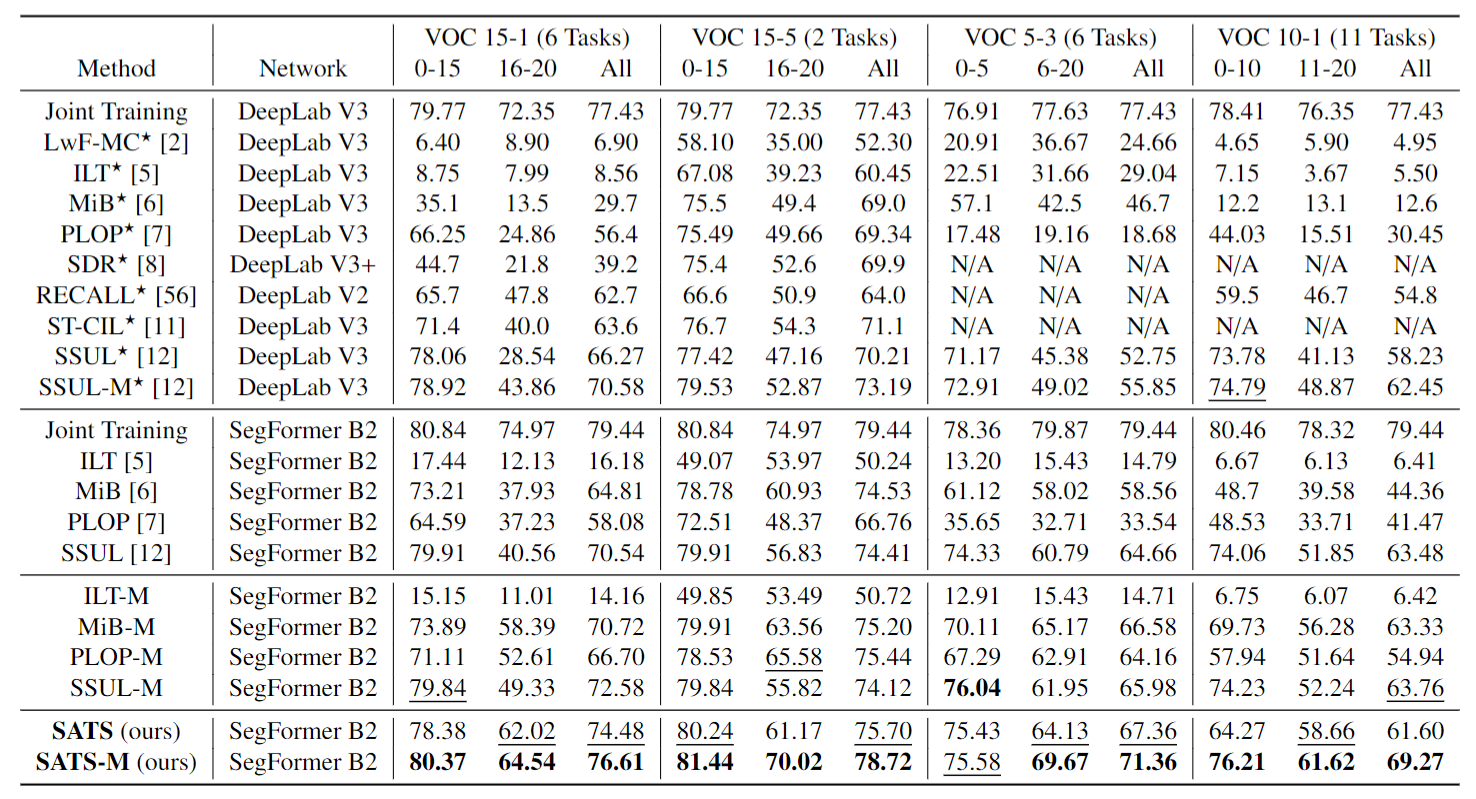 VOC 15-1 (6 Tasks) VOC 15-5 (2 Tasks) VOC 5-3 (6 Tasks) VOC 10-1 (11 Tasks)
Method Network 0-15 16-20 All 0-15 16-20 All 0-5 6-20 All 0-10 11-20 All
Joint Training DeepLab V3 79.77 72.35 77.43 79.77 72.35 77.43 76.91 77.63 77.43 78.41 76.35 77.43
LwF-MC★ [2] DeepLab V3 6.40 8.90 6.90 58.10 35.00 52.30 20.91 36.67 24.66 4.65 5.90 4.95
ILT★ [5] DeepLab V3 8.75 7.99 8.56 67.08 39.23 60.45 22.51 31.66 29.04 7.15 3.67 5.50
MiB★ [6] DeepLab V3 35.1 13.5 29.7 75.5 49.4 69.0 57.1 42.5 46.7 12.2 13.1 12.6
PLOP★ [7] DeepLab V3 66.25 24.86 56.4 75.49 49.66 69.34 17.48 19.16 18.68 44.03 15.51 30.45
SDR★ [8] DeepLab V3+ 44.7 21.8 39.2 75.4 52.6 69.9 N/A N/A N/A N/A N/A N/A
RECALL★ [56] DeepLab V2 65.7 47.8 62.7 66.6 50.9 64.0 N/A N/A N/A 59.5 46.7 54.8
ST-CIL★ [11] DeepLab V3 71.4 40.0 63.6 76.7 54.3 71.1 N/A N/A N/A N/A N/A N/A
SSUL★ [12] DeepLab V3 78.06 28.54 66.27 77.42 47.16 70.21 71.17 45.38 52.75 73.78 41.13 58.23
SSUL-M★ [12] DeepLab V3 78.92 43.86 70.58 79.53 52.87 73.19 72.91 49.02 55.85 74.79 48.87 62.45
Joint Training SegFormer B2 80.84 74.97 79.44 80.84 74.97 79.44 78.36 79.87 79.44 80.46 78.32 79.44
ILT [5] SegFormer B2 17.44 12.13 16.18 49.07 53.97 50.24 13.20 15.43 14.79 6.67 6.13 6.41
MiB [6] SegFormer B2 73.21 37.93 64.81 78.78 60.93 74.53 61.12 58.02 58.56 48.7 39.58 44.36
PLOP [7] SegFormer B2 64.59 37.23 58.08 72.51 48.37 66.76 35.65 32.71 33.54 48.53 33.71 41.47
SSUL [12] SegFormer B2 79.91 40.56 70.54 79.91 56.83 74.41 74.33 60.79 64.66 74.06 51.85 63.48
ILT-M SegFormer B2 15.15 11.01 14.16 49.85 53.49 50.72 12.91 15.43 14.71 6.75 6.07 6.42
MiB-M SegFormer B2 73.89 58.39 70.72 79.91 63.56 75.20 70.11 65.17 66.58 69.73 56.28 63.33
PLOP-M SegFormer B2 71.11 52.61 66.70 78.53 65.58 75.44 67.29 62.91 64.16 57.94 51.64 54.94
SSUL-M SegFormer B2 79.84 49.33 72.58 79.84 55.82 74.12 76.04 61.95 65.98 74.23 52.24 63.76
SATS (ours) SegFormer B2 78.38 62.02 74.48 80.24 61.17 75.70 75.43 64.13 67.36 64.27 58.66 61.60
SATS-M (ours) SegFormer B2 80.37 64.54 76.61 81.44 70.02 78.72 75.58 69.67 71.36 76.21 61.62 69.27